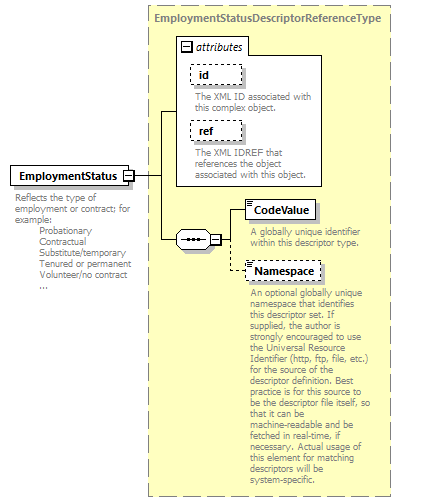 EmploymentStatusDescriptorReferenceType
attributes
id
The XML ID associated with
this complex object.
ref
The XML IDREF that
references the object
associated with this object.
EmploymentStatus
Reflects the type of
employment or contract; for
example:
Probationary
Contractual
Substitute/temporary
Tenured or permanent
Volunteer/no contract
...
CodeValue
A globally unique identifier
within this descriptor type.
Namespace
An optional globally unique
namespace that identifies
this descriptor set. If
supplied, the author is
strongly encouraged to use
the Universal Resource
Identifier (http, ftp, file, etc.)
for the source of the
descriptor definition. Best
practice is for this source to
be the descriptor file itself, so
that it can be
machine-readable and be
fetched in real-time, if
necessary. Actual usage of
this element for matching
descriptors will be
system-specific.